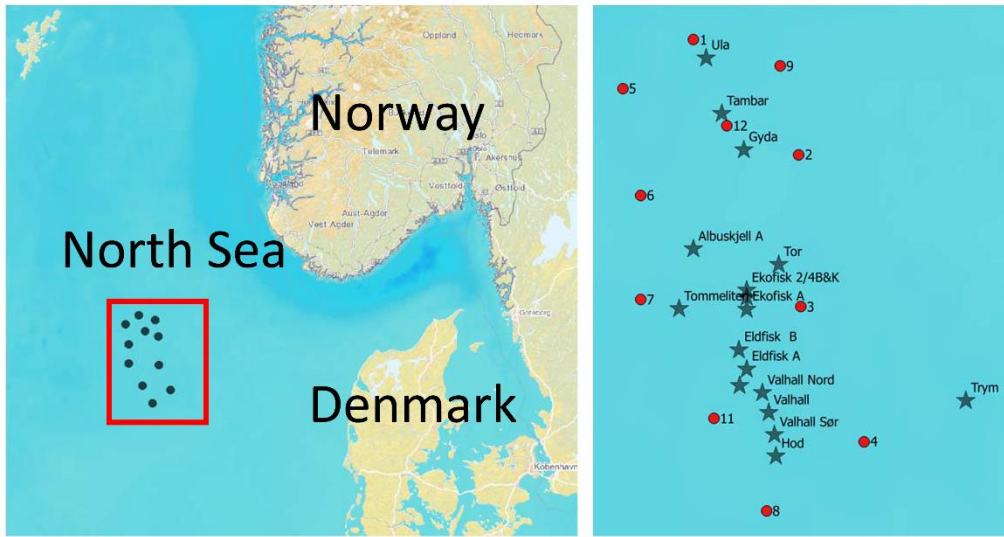 Oppland
Hedmark
Norway
Telemark
Oslo
Akershus
Vestfold
Østfold
Aust-Agder
Vest Agder
North Sea
Goteborg
Denmark
København
1
Ula
9
5
Tambar
12
Gyda
2
6
Albuskjell A
Tor
Ekofisk 2/4B&K
7
Tommeliten
Ekofisk A
3
Eldfisk B
Eldfisk A
Valhall Nord
Trym
Valhall
11
Valhall Sør
4
Hod
8